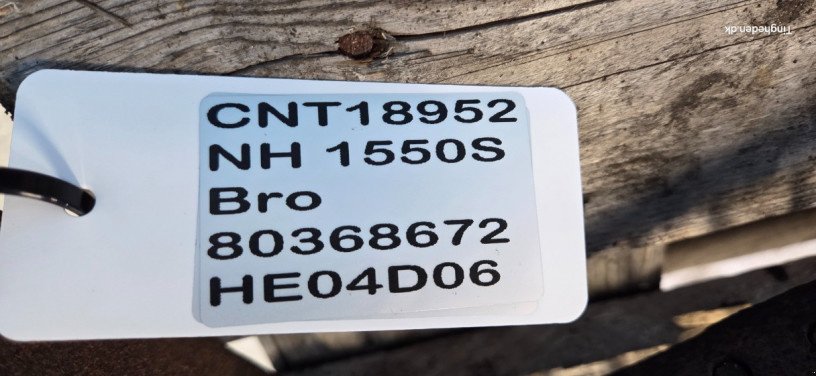 CNT18952
NH 1550S
Bro
80368672
HE04D06
Tingheden.dk